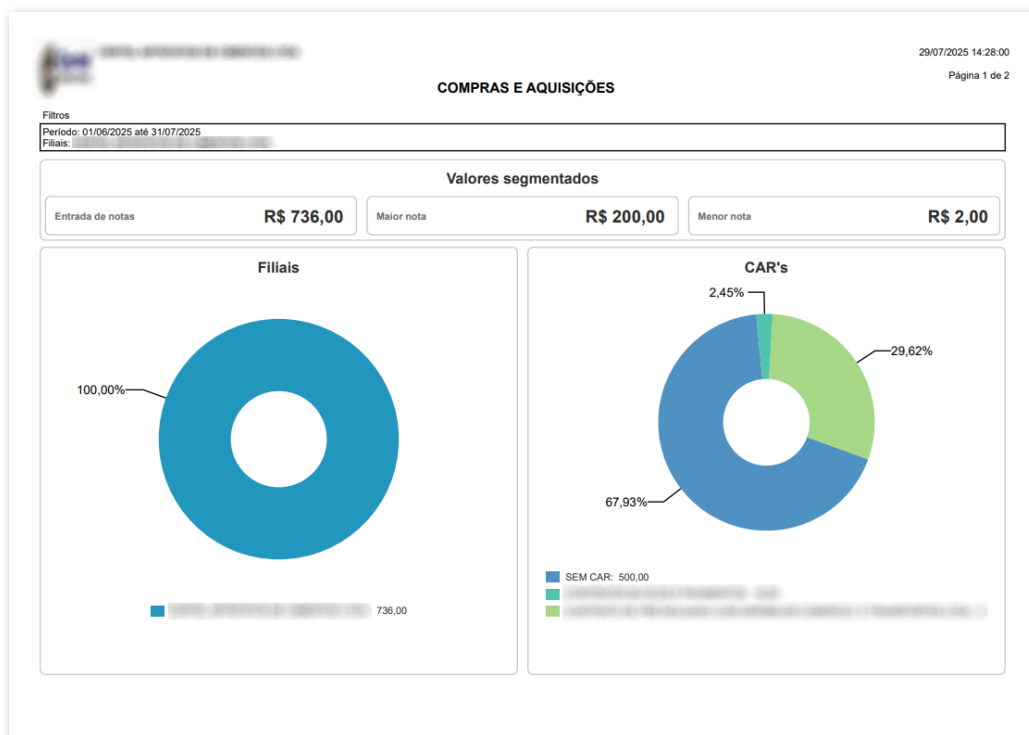 29/07/2025 14:28:00
Página 1 de 2
COMPRAS E AQUISIÇÕES
Filtros
Período: 01/06/2025 até 31/07/2025
Filiais:
Valores segmentados
Entrada de notas R$ 736,00
Maior nota R$ 200,00
Menor nota R$ 2,00
Filiais
100,00%
736,00
CAR's
2,45%
29,62%
67,93%
SEM CAR: 500,00